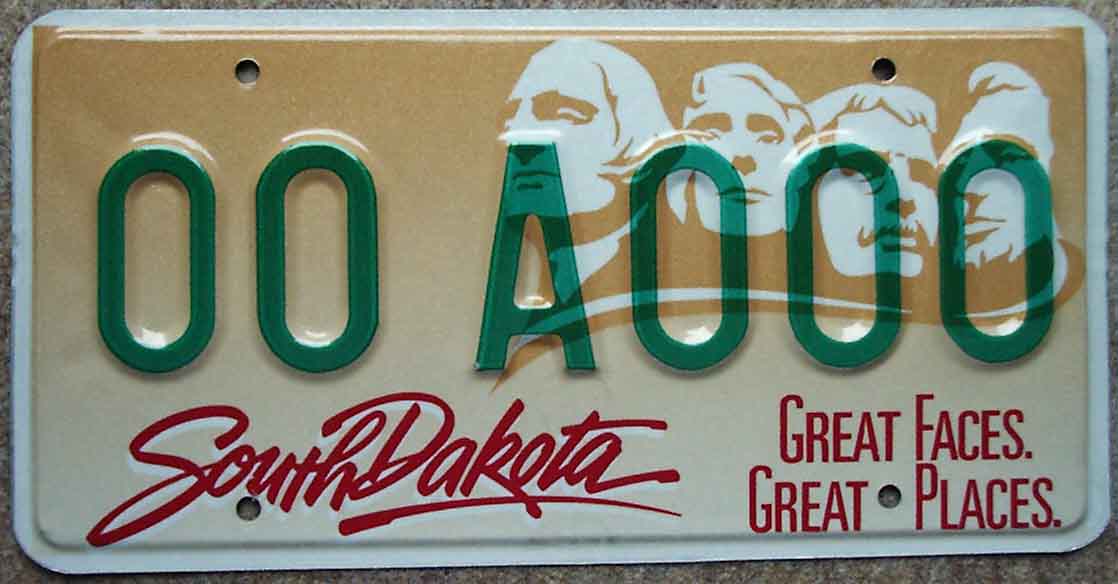 00 A000
South Dakota
GREAT FACES.
GREAT PLACES.